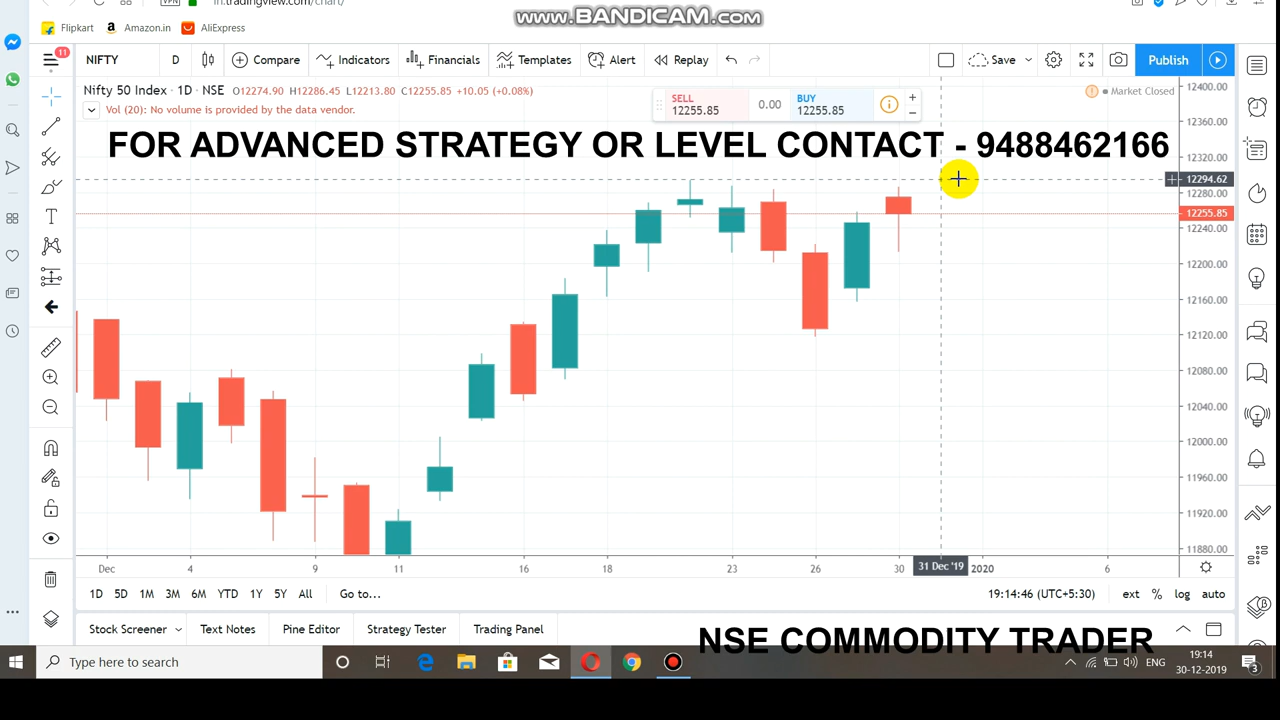 in.tradingview.com/chart/
www.BANDICAM.com
VPN
Flipkart
Amazon.in
AliExpress
11
NIFTY
D
Compare
Indicators
Financials
Templates
Alert
Replay
Save
Publish
Nifty 50 Index · 1D · NSE O12274.90 H12286.45 L12213.80 C12255.85 +10.05 (+0.08%)
Vol (20): No volume is provided by the data vendor.
SELL
12255.85
0.00
BUY
12255.85
Market Closed
FOR ADVANCED STRATEGY OR LEVEL CONTACT - 9488462166
12400.00
12360.00
12320.00
12294.62
12280.00
12255.85
12240.00
12200.00
12160.00
12120.00
12080.00
12040.00
12000.00
11960.00
11920.00
11880.00
Dec 4 9 11 16 18 23 26 30 31 Dec '19 2020 6
1D 5D 1M 3M 6M YTD 1Y 5Y All Go to...
19:14:46 (UTC+5:30) ext % log auto
Stock Screener Text Notes Pine Editor Strategy Tester Trading Panel
NSE COMMODITY TRADER
Type here to search
ENG
19:14
30-12-2019
3